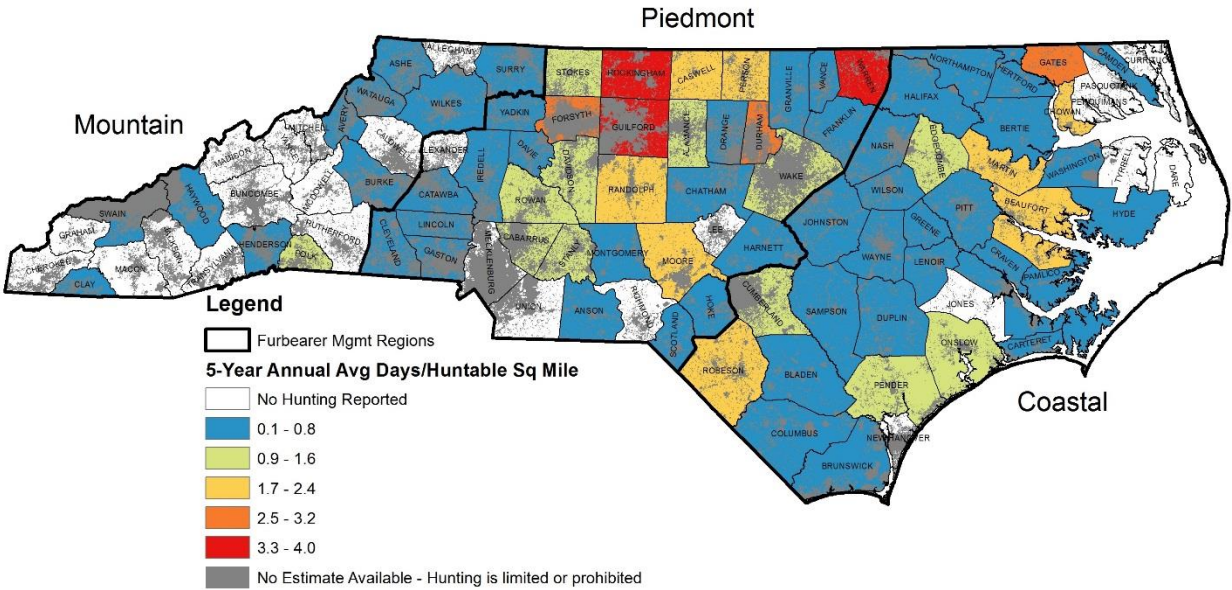 Piedmont
Mountain
Coastal
ALLEGHANY
ASHE
SURRY
STOKES
ROCKINGHAM
CASWELL
PERSON
GRANVILLE
VANCE
WARREN
NORTHAMPTON
HERTFORD
GATES
CAMDEN
CURRITUCK
PASQUOTANK
PERQUIMANS
CHOWAN
HALIFAX
BERTIE
WATAUGA
WILKES
YADKIN
FORSYTH
GUILFORD
ORANGE
DURHAM
FRANKLIN
NASH
EDGECOMBE
MARTIN
WASHINGTON
TYRRELL
DARE
AVERY
MITCHELL
CALDWELL
ALEXANDER
IREDELL
DAVIE
DAVIDSON
RANDOLPH
CHATHAM
WAKE
WILSON
PITT
BEAUFORT
HYDE
MADISON
BUNCOMBE
MCDOWELL
BURKE
CATAWBA
ROWAN
LEE
JOHNSTON
GREENE
SWAIN
HAYWOOD
HENDERSON
RUTHERFORD
POLK
CLEVELAND
LINCOLN
GASTON
MECKLENBURG
CABARRUS
STANLY
MONTGOMERY
MOORE
HARNETT
WAYNE
LENOIR
CRAVEN
PAMLICO
GRAHAM
CHEROKEE
CLAY
MACON
JACKSON
TRANSYLVANIA
UNION
ANSON
RICHMOND
SCOTLAND
HOKE
CUMBERLAND
SAMPSON
DUPLIN
JONES
CARTERET
ONSLOW
ROBESON
BLADEN
PENDER
COLUMBUS
NEW HANOVER
BRUNSWICK
Legend
Furbearer Mgmt Regions
5-Year Annual Avg Days/Huntable Sq Mile
No Hunting Reported
0.1 - 0.8
0.9 - 1.6
1.7 - 2.4
2.5 - 3.2
3.3 - 4.0
No Estimate Available - Hunting is limited or prohibited